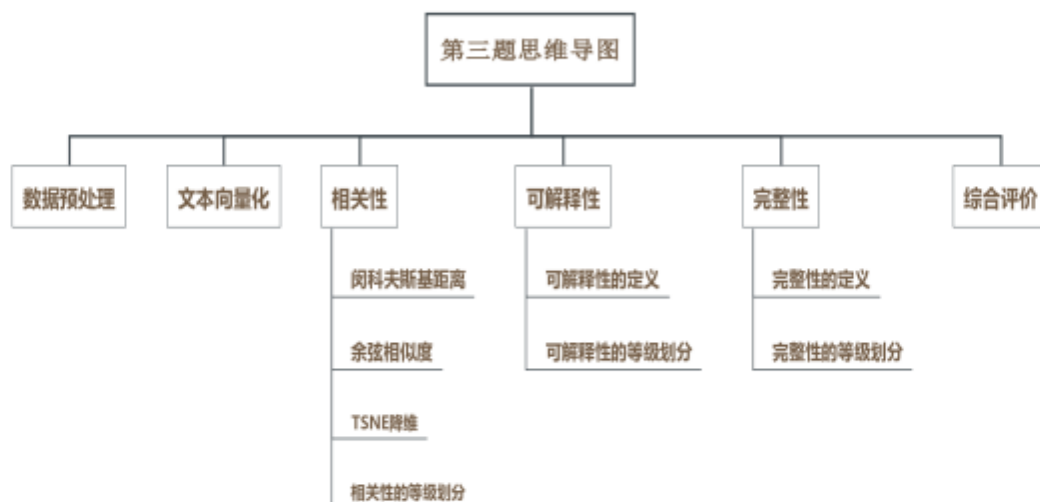 第三题思维导图
数据预处理
文本向量化
相关性
可解释性
完整性
综合评价
闵科夫斯基距离
可解释性的定义
完整性的定义
余弦相似度
可解释性的等级划分
完整性的等级划分
TSNE降维
相关性的等级划分